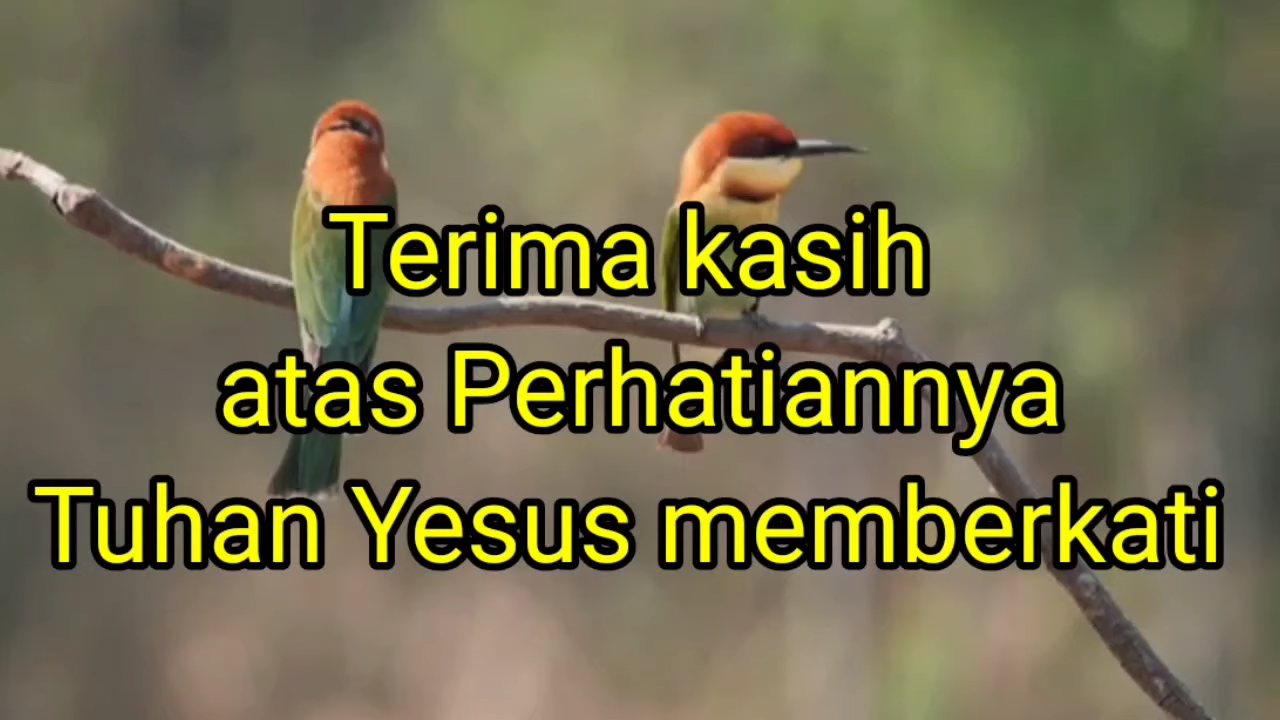 Terima kasih
atas Perhatiannya
Tuhan Yesus memberkati